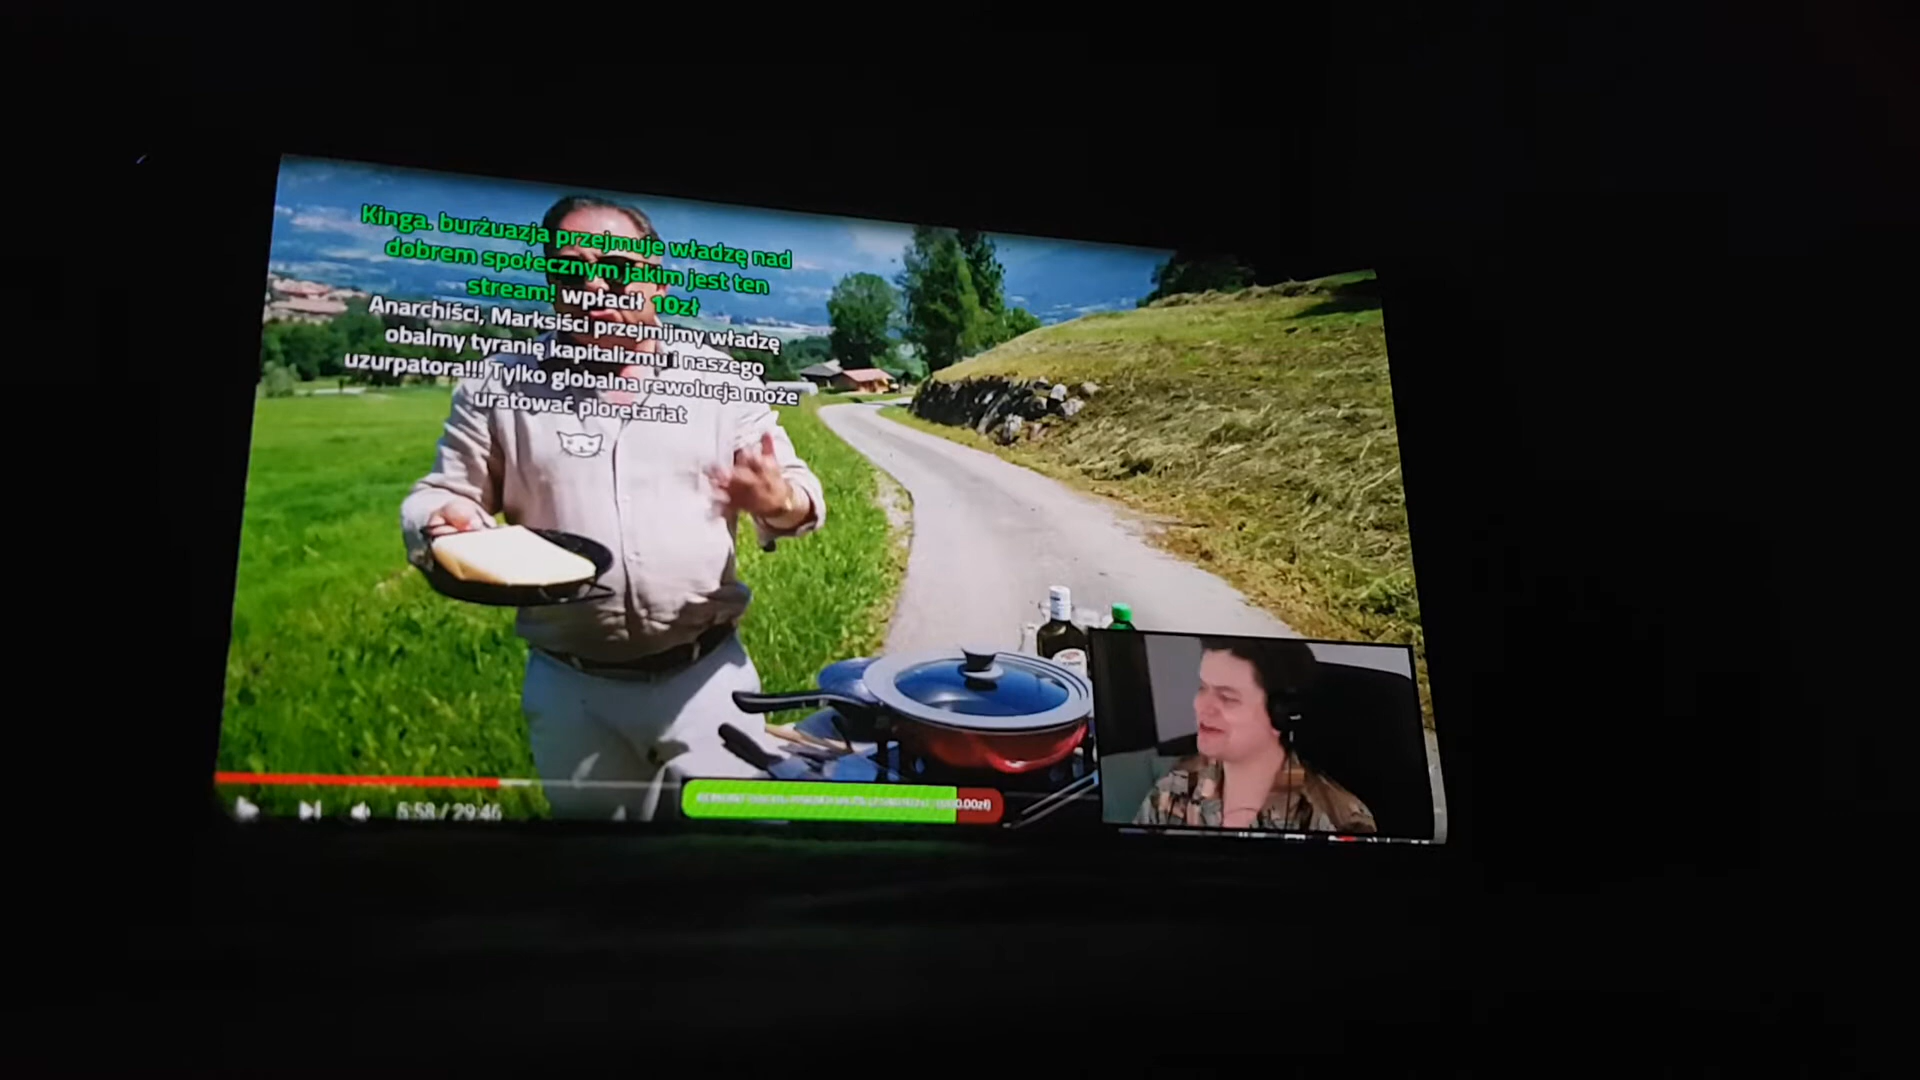 Kinga. burżuazja przejmuje władzę nad
dobrem społecznym jakim jest ten
stream! wpłacił 10zł
Anarchiści, Marksiści przejmijmy władzę
obalmy tyranię kapitalizmu i naszego
uzurpatora!!! Tylko globalna rewolucja może
uratować ploretariat
5:58 / 29:46